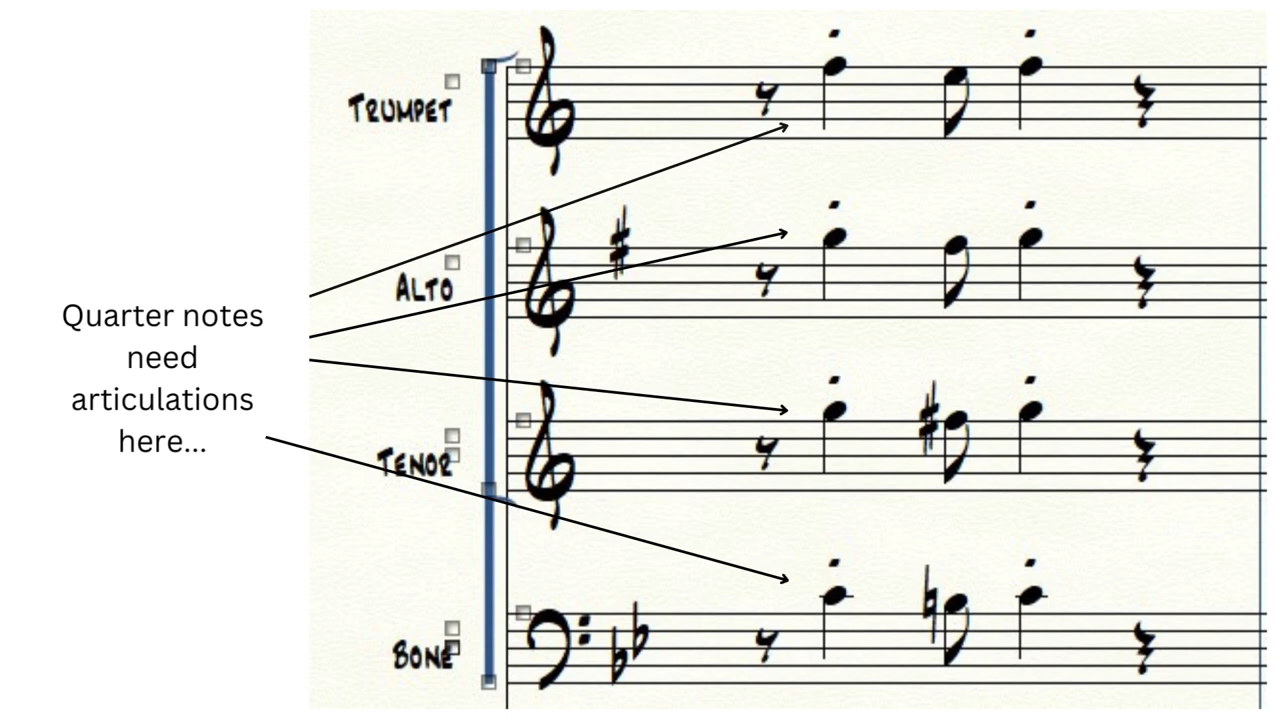 TRUMPET
ALTO
Quarter notes
need
articulations
here...
TENOR
BONE